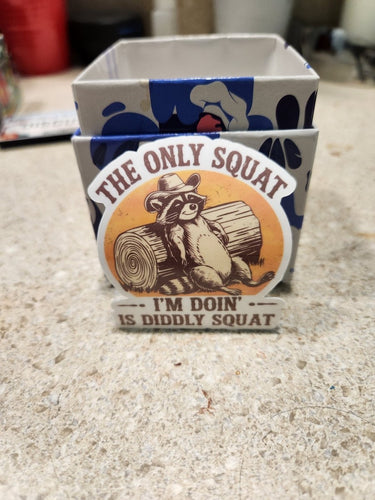 THE ONLY SQUAT
I'M DOIN'
IS DIDDLY SQUAT